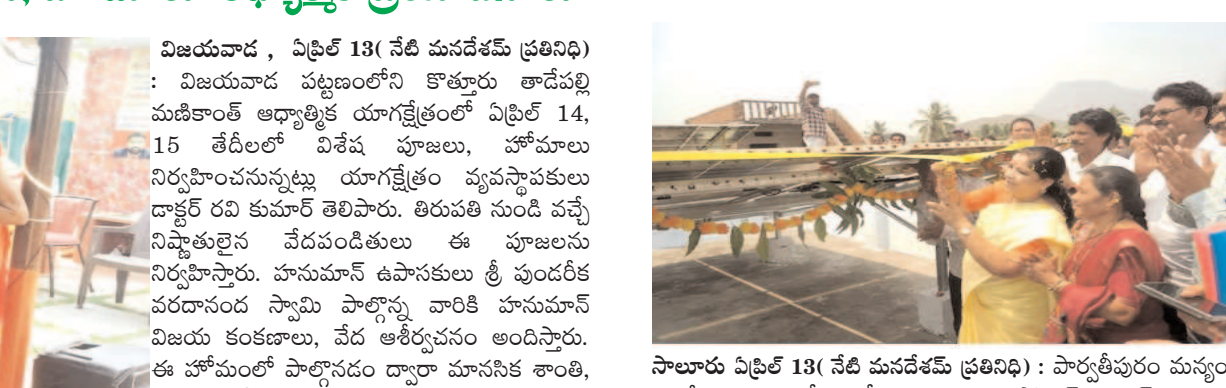 విజయవాడ , ఏప్రిల్ 13( నేటి మనదేశమ్ ప్రతినిధి)
: విజయవాడ పట్టణంలోని కొత్తూరు తాడేపల్లి
మణికాంత్ ఆధ్యాత్మిక యాగక్షేత్రంలో ఏప్రిల్ 14,
15 తేదీలలో విశేష పూజలు, హోమాలు
నిర్వహించనున్నట్లు యాగక్షేత్రం వ్యవస్థాపకులు
డాక్టర్ రవి కుమార్ తెలిపారు. తిరుపతి నుండి వచ్చే
నిష్ణాతులైన వేదపండితులు ఈ పూజలను
నిర్వహిస్తారు. హనుమాన్ ఉపాసకులు శ్రీ పుండరీక
వరదానంద స్వామి పాల్గొన్న వారికి హనుమాన్
విజయ కంకణాలు, వేద ఆశీర్వచనం అందిస్తారు.
ఈ హోమంలో పాల్గొనడం ద్వారా మానసిక శాంతి,
సాలూరు ఏప్రిల్ 13( నేటి మనదేశమ్ ప్రతినిధి) : పార్వతీపురం మన్యం